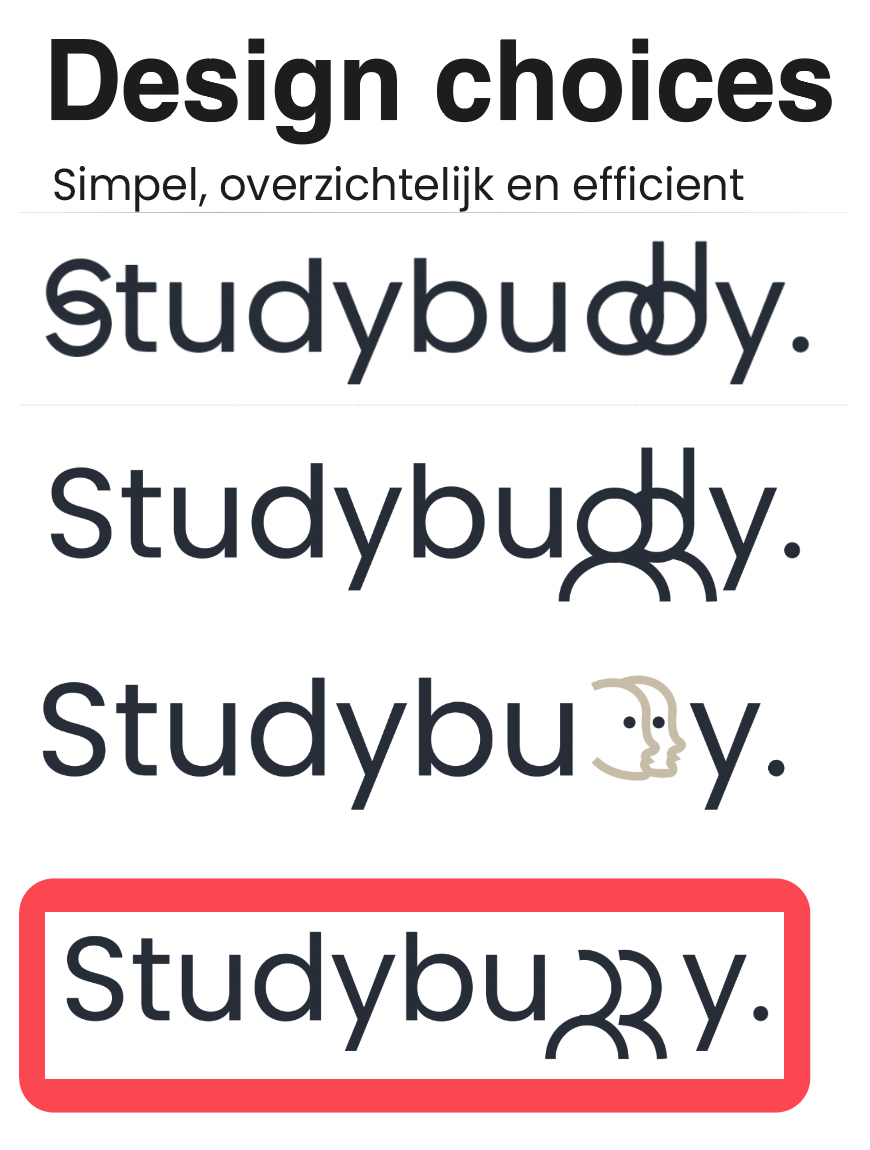 Design choices
Simpel, overzichtelijk en efficient
Studybuddy.
Studybuddy.
Studybu y.
Studybu y.